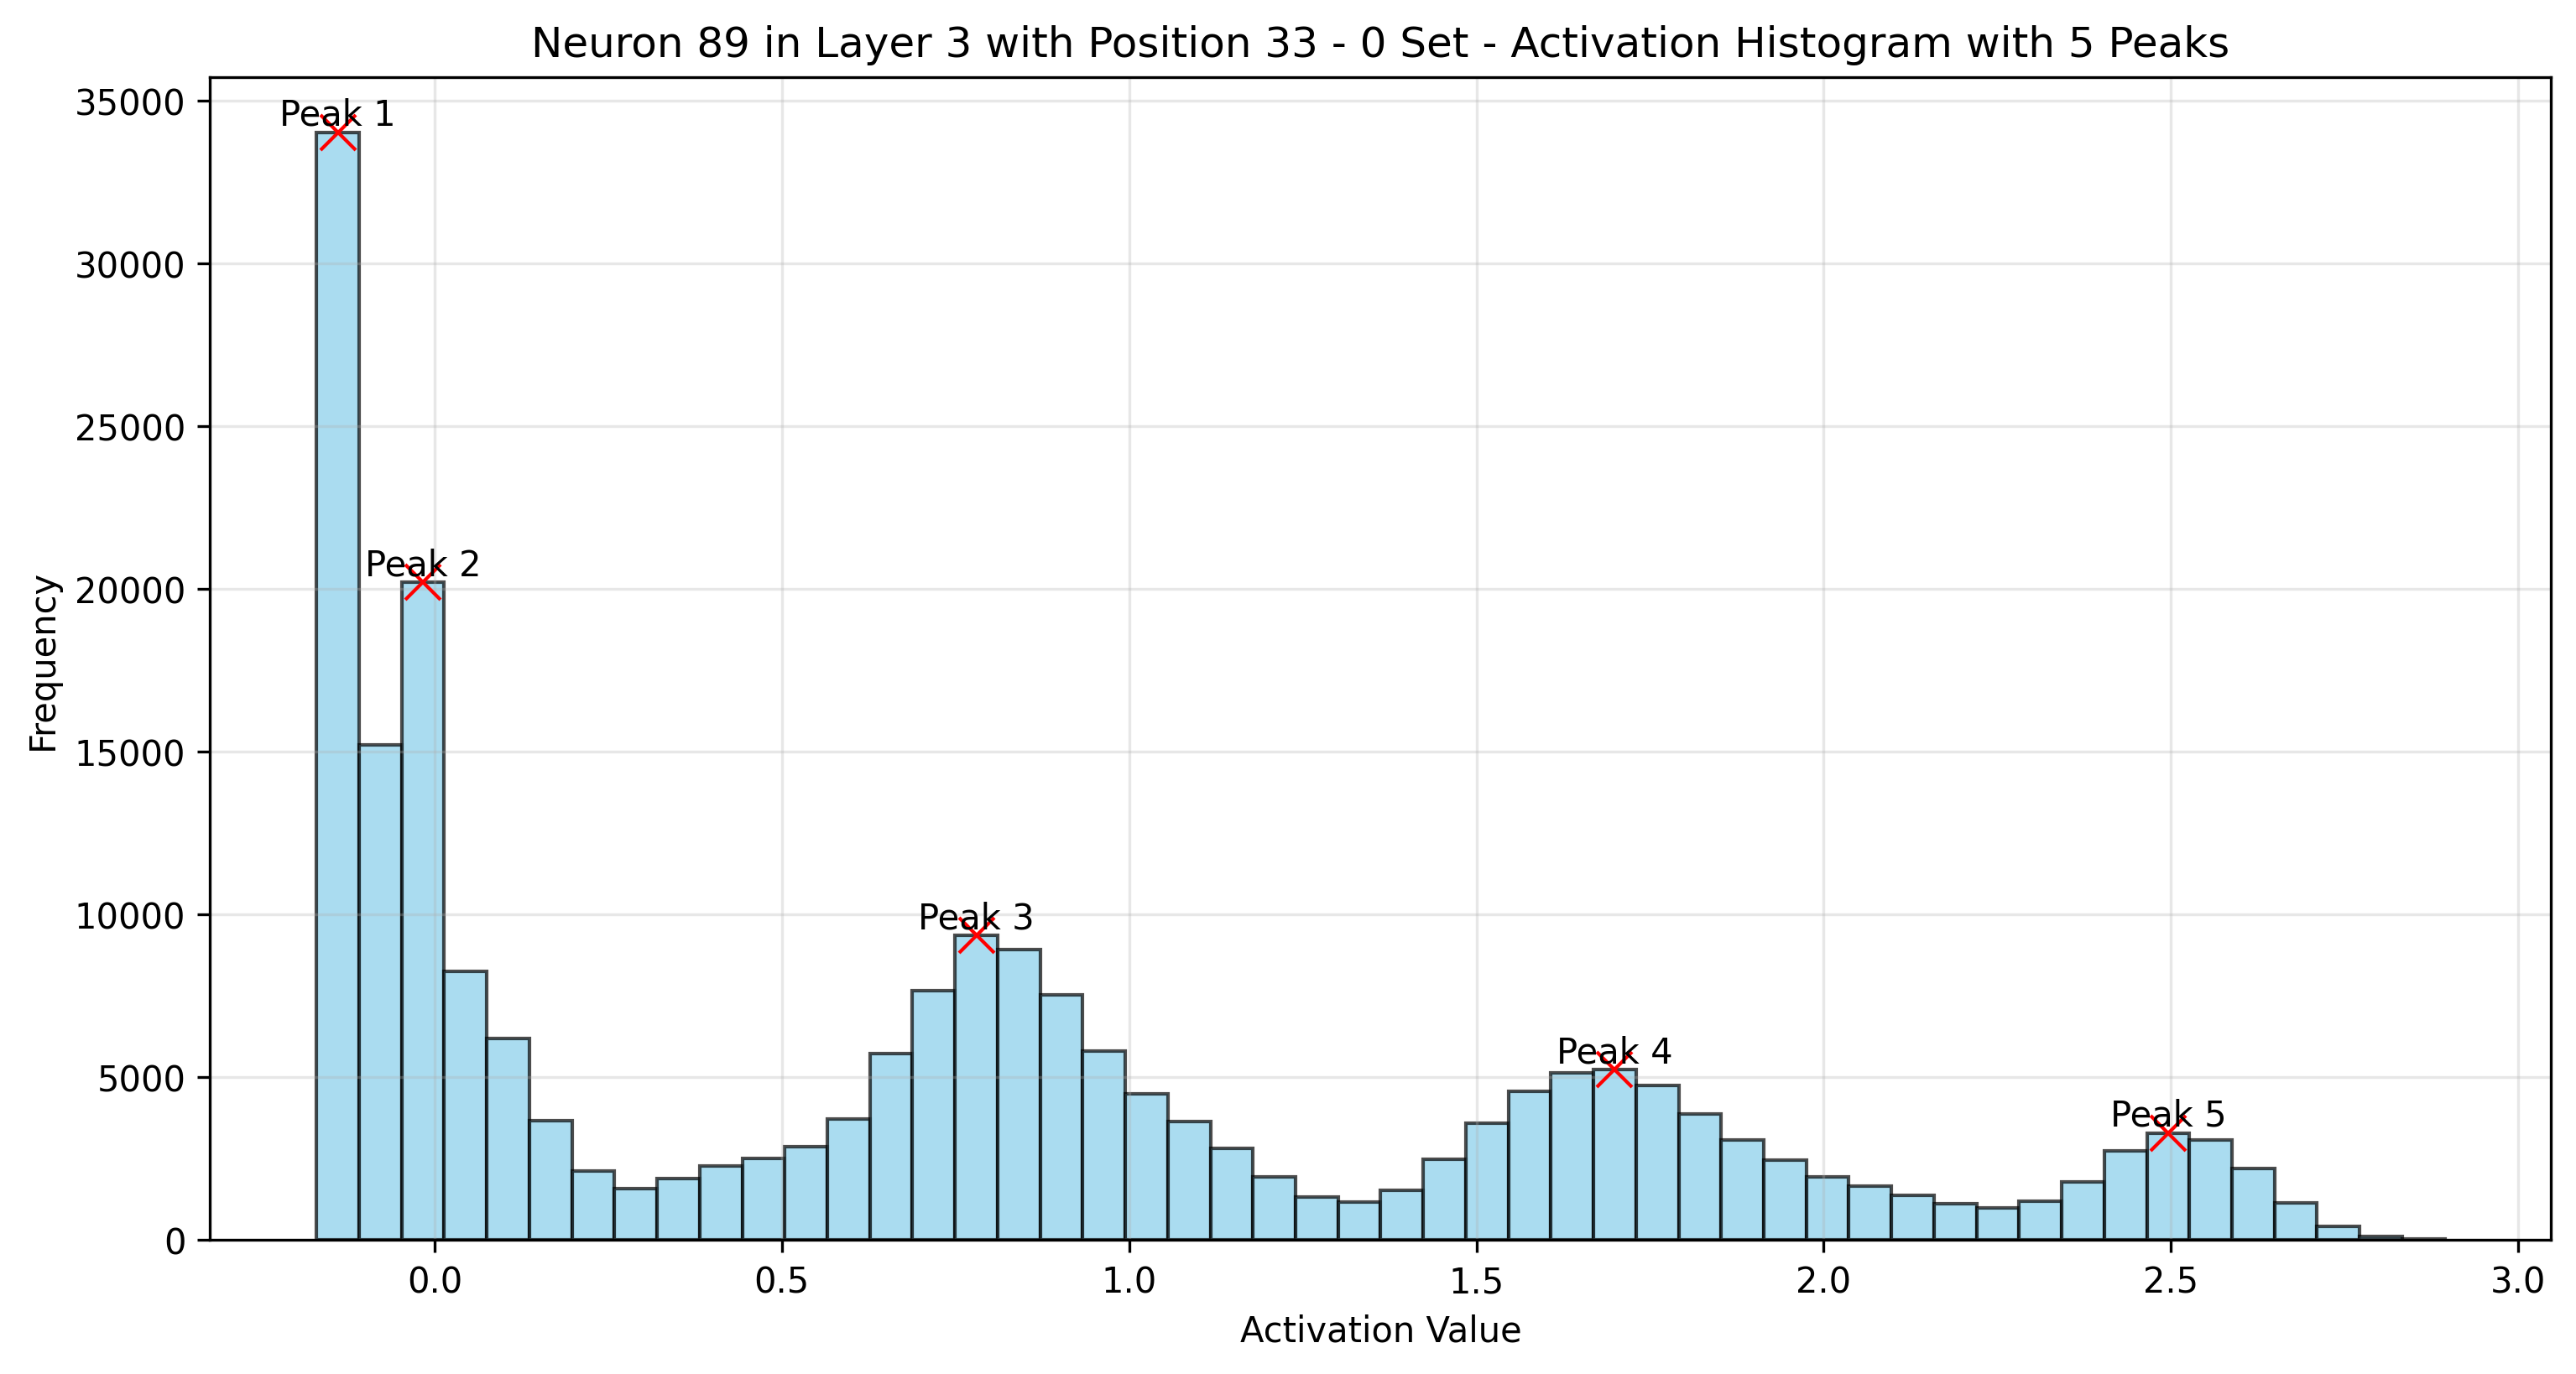 Neuron 89 in Layer 3 with Position 33 - 0 Set - Activation Histogram with 5 Peaks
35000
30000
25000
20000
15000
10000
5000
0
Frequency
Peak 1
Peak 2
Peak 3
Peak 4
Peak 5
0.0 0.5 1.0 1.5 2.0 2.5 3.0
Activation Value